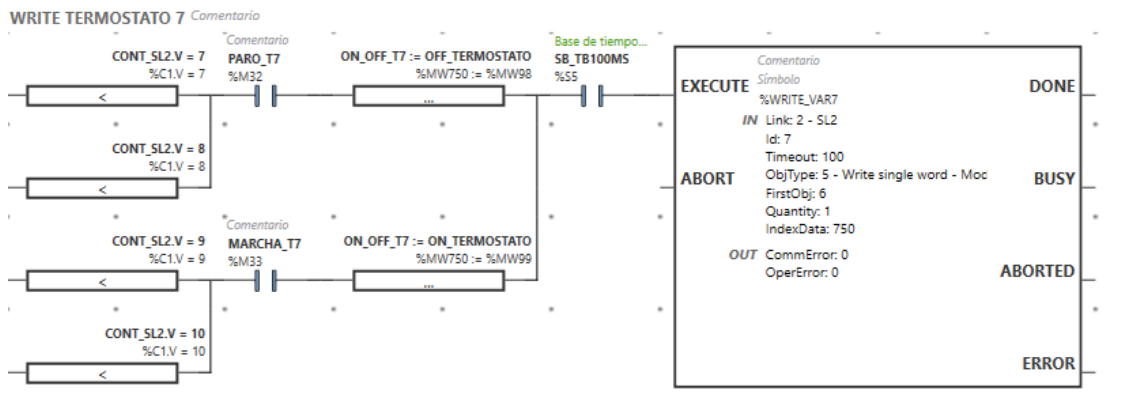 WRITE TERMOSTATO 7 Comentario
CONT_SL2.V = 7
%C1.V = 7
<
Comentario
PARO_T7
%M32
ON_OFF_T7 := OFF_TERMOSTATO
%MW750 := %MW98
...
Base de tiempo...
SB_TB100MS
%S5
CONT_SL2.V = 8
%C1.V = 8
<
CONT_SL2.V = 9
%C1.V = 9
<
Comentario
MARCHA_T7
%M33
ON_OFF_T7 := ON_TERMOSTATO
%MW750 := %MW99
...
CONT_SL2.V = 10
%C1.V = 10
<
Comentario
Símbolo
%WRITE_VAR7
EXECUTE
ABORT
IN Link: 2 - SL2
Id: 7
Timeout: 100
ObjType: 5 - Write single word - Moc
FirstObj: 6
Quantity: 1
IndexData: 750
OUT CommError: 0
OperError: 0
DONE
BUSY
ABORTED
ERROR